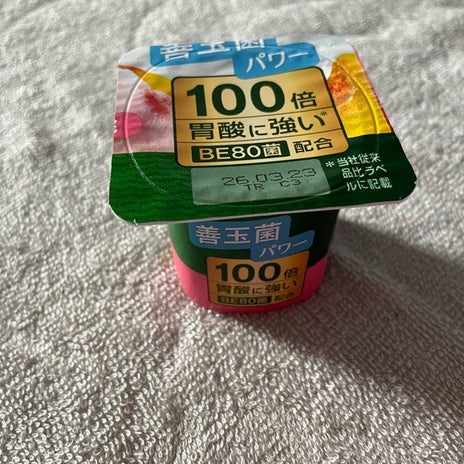 善玉菌
パワー
100倍
胃酸に強い*
BE80菌 配合
*当社従来
品比ラベ
ルに記載
26.03.23
TR C3
善玉菌
パワー
100倍
胃酸に強い*
BE80菌 配合